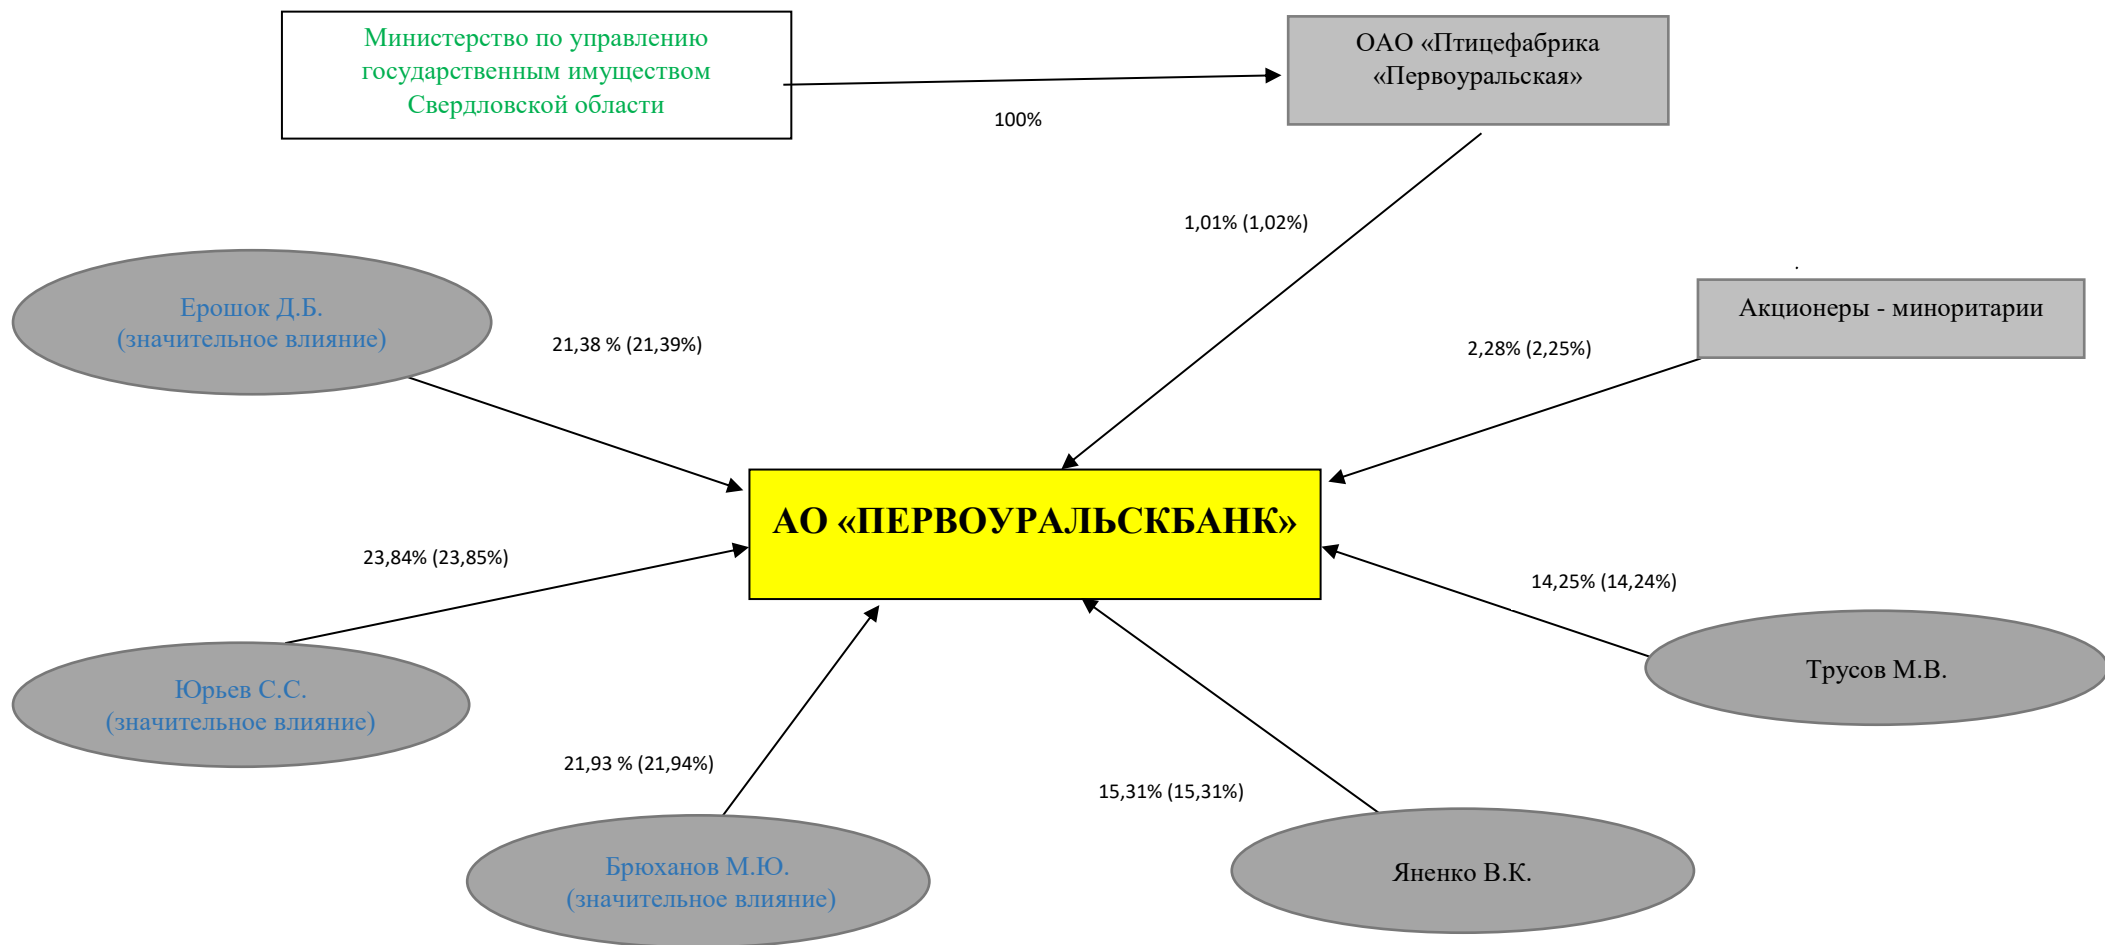 Министерство по управлению
государственным имуществом
Свердловской области
ОАО «Птицефабрика
«Первоуральская»
100%
1,01% (1,02%)
.
Ерошок Д.Б.
(значительное влияние)
21,38 % (21,39%)
2,28% (2,25%)
Акционеры - миноритарии
АО «ПЕРВОУРАЛЬСКБАНК»
23,84% (23,85%)
14,25% (14,24%)
Юрьев С.С.
(значительное влияние)
Трусов М.В.
21,93 % (21,94%)
15,31% (15,31%)
Брюханов М.Ю.
(значительное влияние)
Яненко В.К.